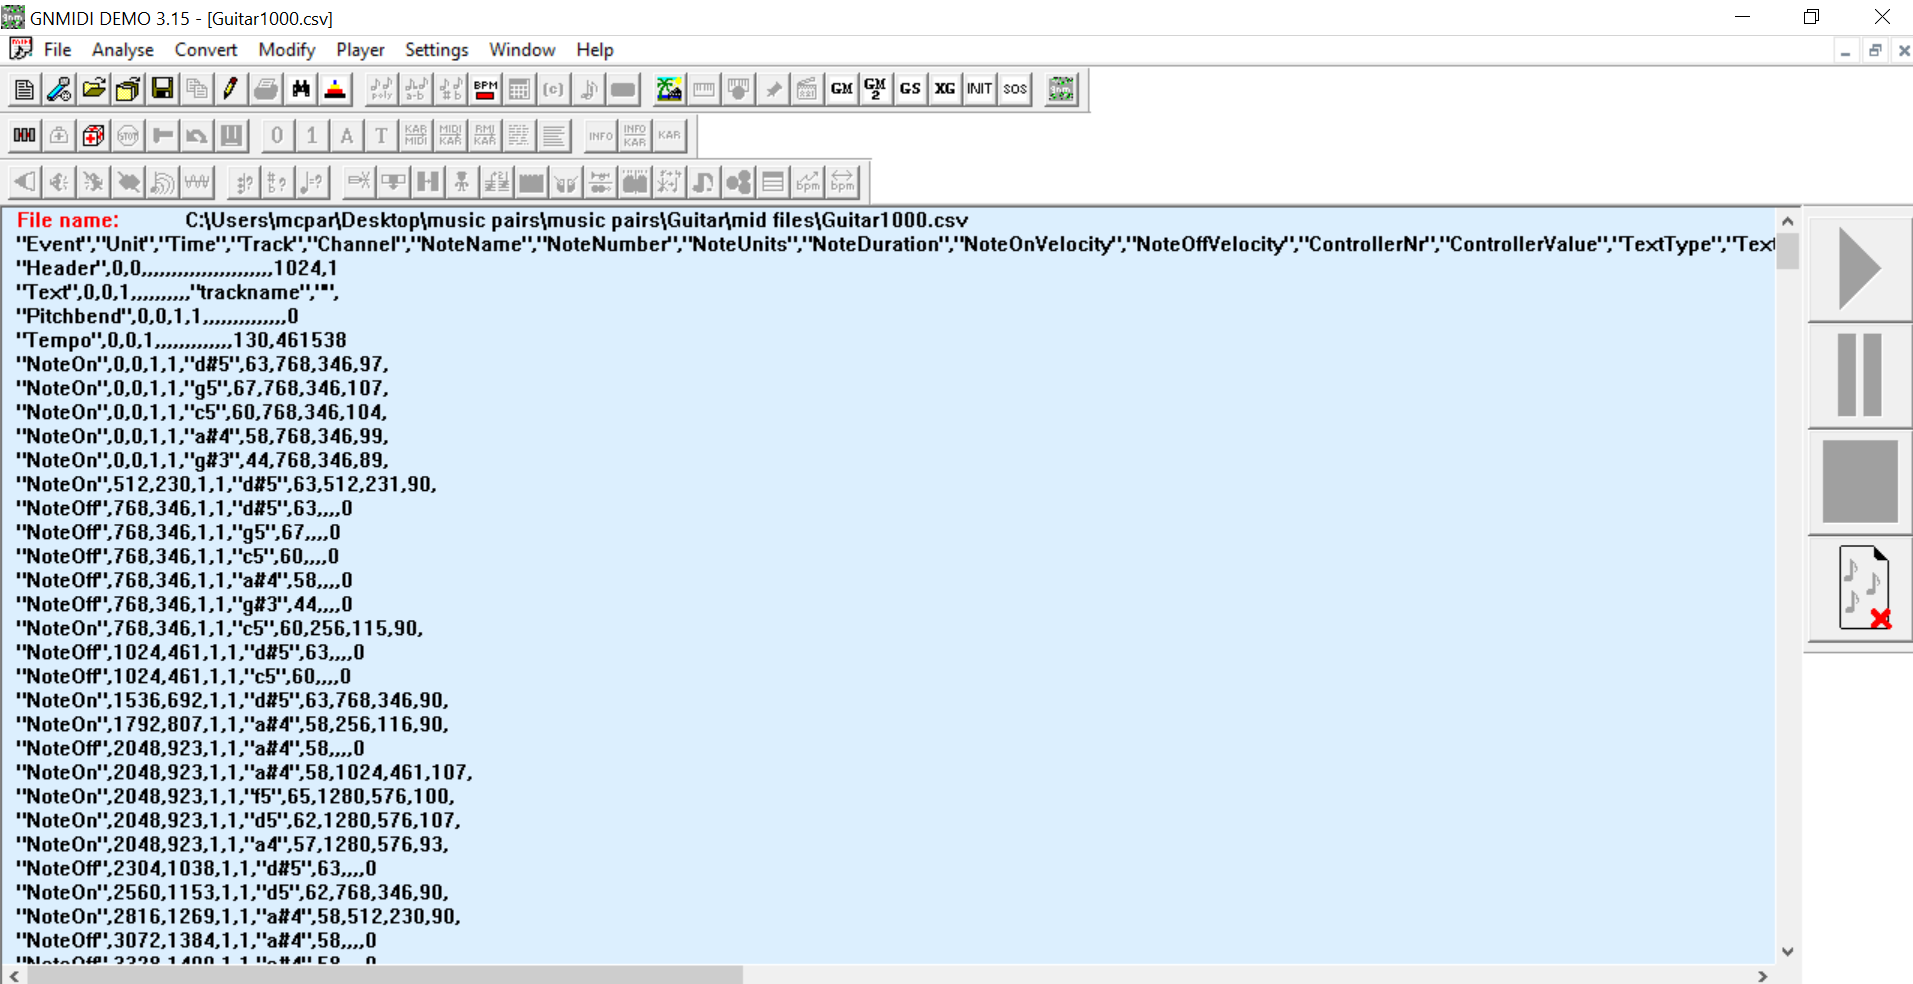 GNMIDI DEMO 3.15 - [Guitar1000.csv]
File Analyse Convert Modify Player Settings Window Help
poly a-b # b BPM (c) GM GM2 GS XG INIT SOS gnm
STOP 0 1 A T KAR MIDI MIDI KAR RMI KAR INFO INFO KAR KAR
? #b? ♩=? bpm bpm
File name: C:\Users\mcpar\Desktop\music pairs\music pairs\Guitar\mid files\Guitar1000.csv
"Event","Unit","Time","Track","Channel","NoteName","NoteNumber","NoteUnits","NoteDuration","NoteOnVelocity","NoteOffVelocity","ControllerNr","ControllerValue","TextType","Text
"Header",0,0,,,,,,,,,,,,,,,,,,,,,,1024,1
"Text",0,0,1,,,,,,,,,,"trackname","",
"Pitchbend",0,0,1,1,,,,,,,,,,,,,,0
"Tempo",0,0,1,,,,,,,,,,,,,130,461538
"NoteOn",0,0,1,1,"d#5",63,768,346,97,
"NoteOn",0,0,1,1,"g5",67,768,346,107,
"NoteOn",0,0,1,1,"c5",60,768,346,104,
"NoteOn",0,0,1,1,"a#4",58,768,346,99,
"NoteOn",0,0,1,1,"g#3",44,768,346,89,
"NoteOn",512,230,1,1,"d#5",63,512,231,90,
"NoteOff",768,346,1,1,"d#5",63,,,,0
"NoteOff",768,346,1,1,"g5",67,,,,0
"NoteOff",768,346,1,1,"c5",60,,,,0
"NoteOff",768,346,1,1,"a#4",58,,,,0
"NoteOff",768,346,1,1,"g#3",44,,,,0
"NoteOn",768,346,1,1,"c5",60,256,115,90,
"NoteOff",1024,461,1,1,"d#5",63,,,,0
"NoteOff",1024,461,1,1,"c5",60,,,,0
"NoteOn",1536,692,1,1,"d#5",63,768,346,90,
"NoteOn",1792,807,1,1,"a#4",58,256,116,90,
"NoteOff",2048,923,1,1,"a#4",58,,,,0
"NoteOn",2048,923,1,1,"a#4",58,1024,461,107,
"NoteOn",2048,923,1,1,"f5",65,1280,576,100,
"NoteOn",2048,923,1,1,"d5",62,1280,576,107,
"NoteOn",2048,923,1,1,"a4",57,1280,576,93,
"NoteOff",2304,1038,1,1,"d#5",63,,,,0
"NoteOn",2560,1153,1,1,"d5",62,768,346,90,
"NoteOn",2816,1269,1,1,"a#4",58,512,230,90,
"NoteOff",3072,1384,1,1,"a#4",58,,,,0